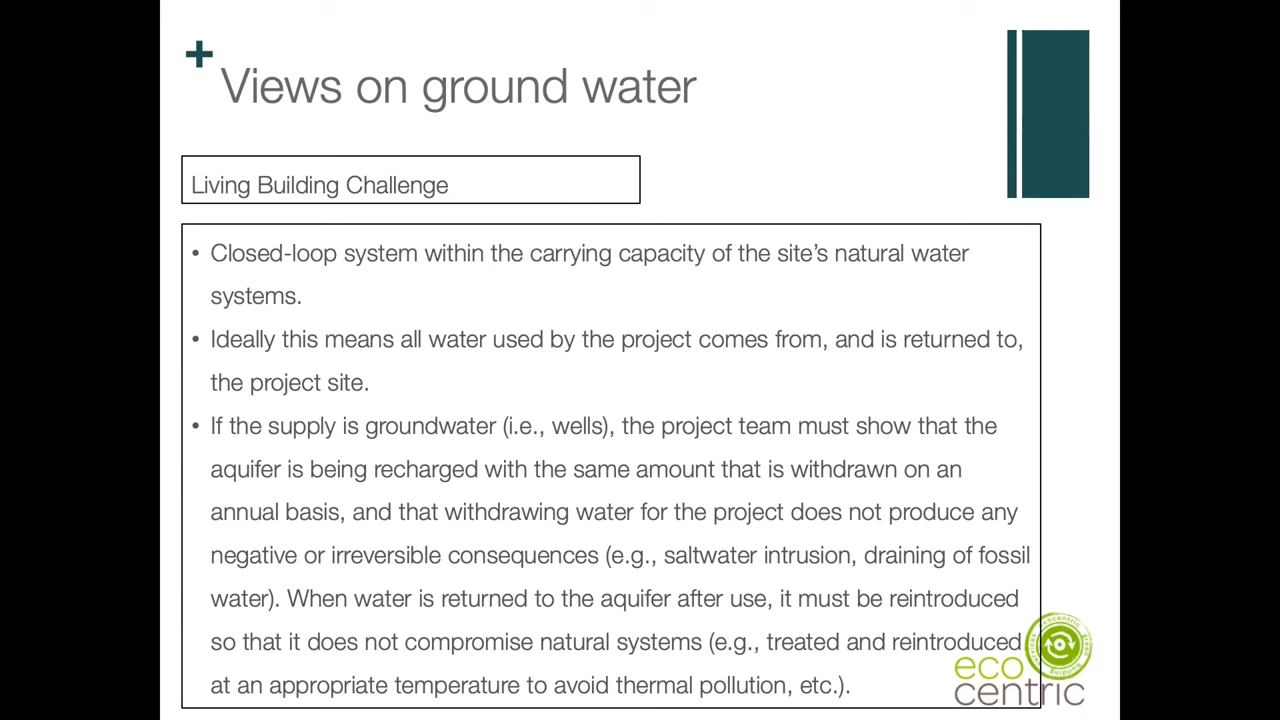 +
Views on ground water
Living Building Challenge
• Closed-loop system within the carrying capacity of the site’s natural water
systems.
• Ideally this means all water used by the project comes from, and is returned to,
the project site.
• If the supply is groundwater (i.e., wells), the project team must show that the
aquifer is being recharged with the same amount that is withdrawn on an
annual basis, and that withdrawing water for the project does not produce any
negative or irreversible consequences (e.g., saltwater intrusion, draining of fossil
water). When water is returned to the aquifer after use, it must be reintroduced
so that it does not compromise natural systems (e.g., treated and reintroduced
at an appropriate temperature to avoid thermal pollution, etc.).
eco
centric
ecocentric green building services